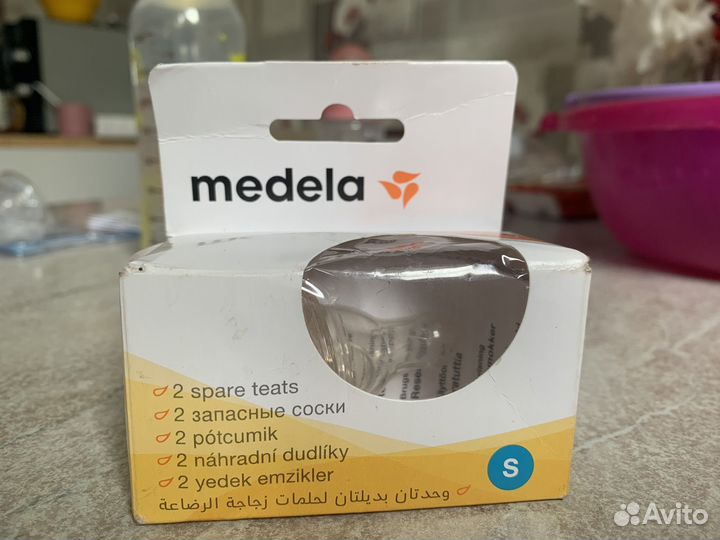 medela
2 spare teats
2 запасные соски
2 pótcumik
2 náhradní dudlíky
2 yedek emzikler
وحدتان بديلتان لحلمات زجاجة الرضاعة
S
Avito